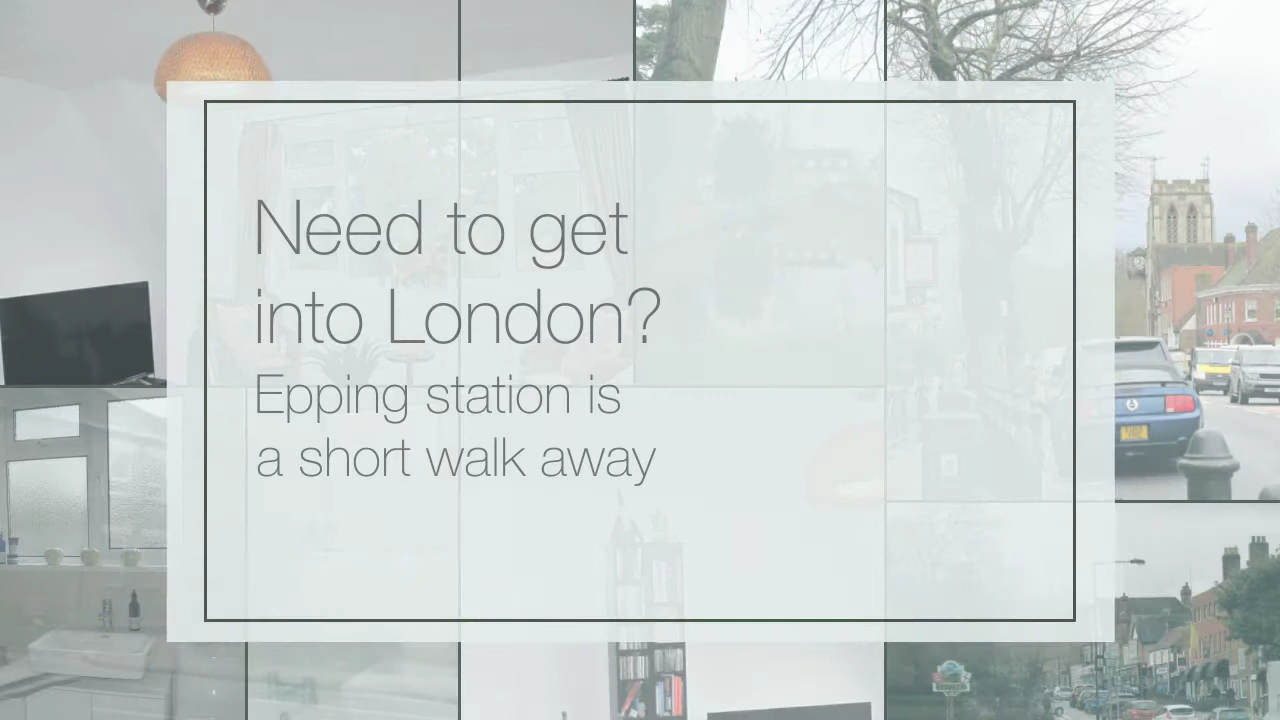 Need to get
into London?
Epping station is
a short walk away